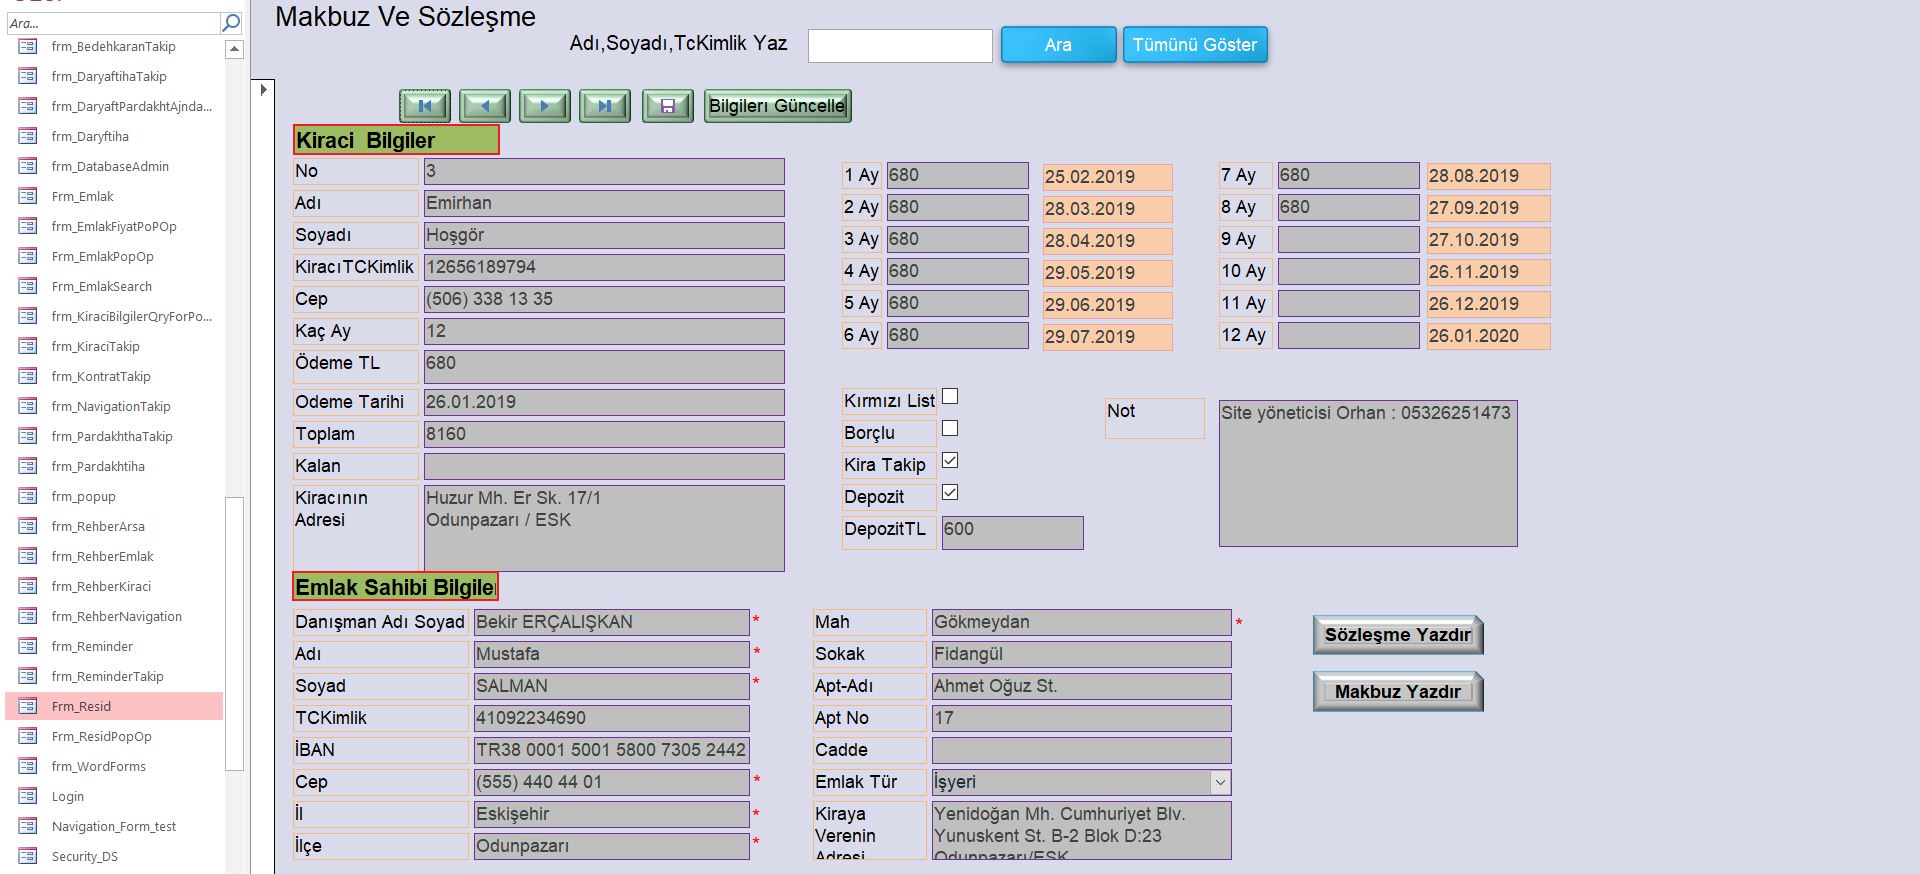 Ara...
frm_BedehkaranTakip
frm_DaryaftihaTakip
frm_DaryaftPardakhtAjnda...
frm_Daryftiha
frm_DatabaseAdmin
Frm_Emlak
frm_EmlakFiyatPoPOp
Frm_EmlakPopOp
Frm_EmlakSearch
frm_KiraciBilgilerQryForPo...
frm_KiraciTakip
frm_KontratTakip
frm_NavigationTakip
frm_PardakhthaTakip
frm_Pardakhtiha
frm_popup
frm_RehberArsa
frm_RehberEmlak
frm_RehberKiraci
frm_RehberNavigation
frm_Reminder
frm_ReminderTakip
Frm_Resid
Frm_ResidPopOp
frm_WordForms
Login
Navigation_Form_test
Security_DS
Makbuz Ve Sözleşme
Adı,Soyadı,TcKimlik Yaz
Ara
Tümünü Göster
Bilgilerı Güncelle
Kiraci Bilgiler
No 3
Adı Emirhan
Soyadı Hoşgör
KiracıTCKimlik 12656189794
Cep (506) 338 13 35
Kaç Ay 12
Ödeme TL 680
Odeme Tarihi 26.01.2019
Toplam 8160
Kalan
Kiracının Adresi
Huzur Mh. Er Sk. 17/1
Odunpazarı / ESK
1 Ay 680 25.02.2019
2 Ay 680 28.03.2019
3 Ay 680 28.04.2019
4 Ay 680 29.05.2019
5 Ay 680 29.06.2019
6 Ay 680 29.07.2019
7 Ay 680 28.08.2019
8 Ay 680 27.09.2019
9 Ay 27.10.2019
10 Ay 26.11.2019
11 Ay 26.12.2019
12 Ay 26.01.2020
Kırmızı List
Borçlu
Kira Takip
Depozit
DepozitTL 600
Not
Site yöneticisi Orhan : 05326251473
Emlak Sahibi Bilgiler
Danışman Adı Soyad Bekir ERÇALIŞKAN *
Adı Mustafa *
Soyad SALMAN *
TCKimlik 41092234690
İBAN TR38 0001 5001 5800 7305 2442
Cep (555) 440 44 01 *
İl Eskişehir *
İlçe Odunpazarı *
Mah Gökmeydan *
Sokak Fidangül
Apt-Adı Ahmet Oğuz St.
Apt No 17
Cadde
Emlak Tür İşyeri
Kiraya Verenin Adresi
Yenidoğan Mh. Cumhuriyet Blv.
Yunuskent St. B-2 Blok D:23
Odunpazarı/ESK
Sözleşme Yazdır
Makbuz Yazdır